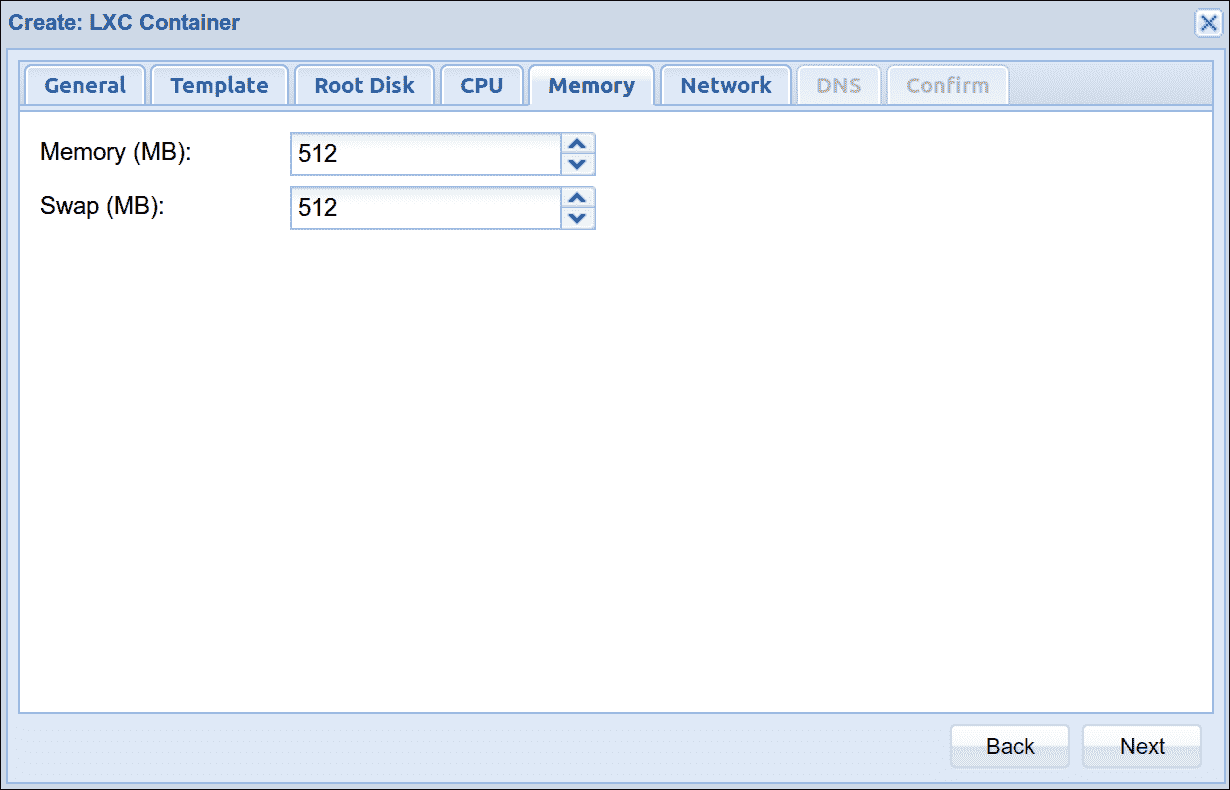 Create: LXC Container
General Template Root Disk CPU Memory Network DNS Confirm
Memory (MB): 512
Swap (MB): 512
Back Next